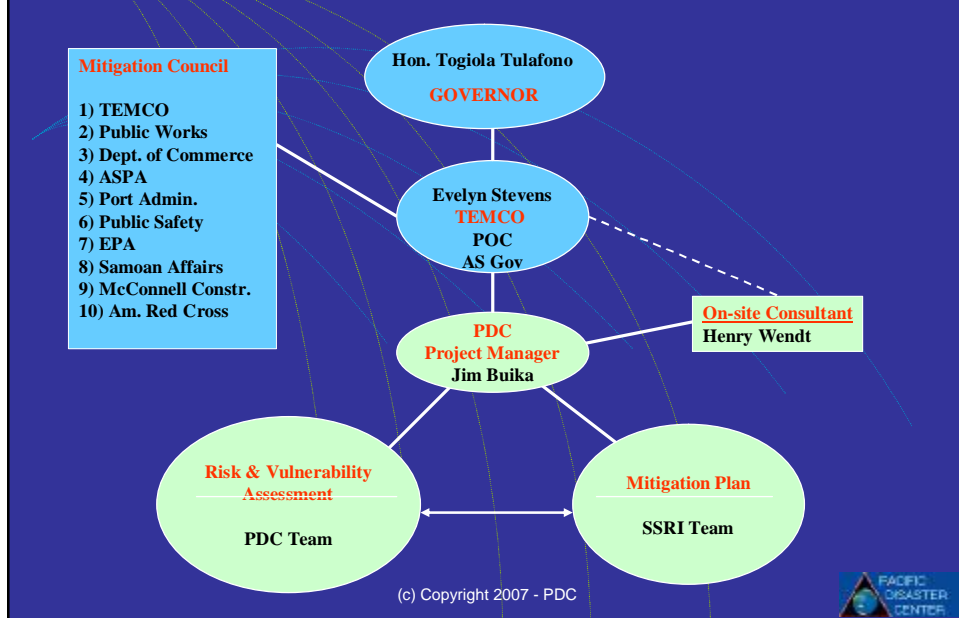 Mitigation Council
1) TEMCO
2) Public Works
3) Dept. of Commerce
4) ASPA
5) Port Admin.
6) Public Safety
7) EPA
8) Samoan Affairs
9) McConnell Constr.
10) Am. Red Cross
Hon. Togiola Tulafono
GOVERNOR
Evelyn Stevens
TEMCO
POC
AS Gov
On-site Consultant
Henry Wendt
PDC
Project Manager
Jim Buika
Risk & Vulnerability
Assessment
PDC Team
Mitigation Plan
SSRI Team
(c) Copyright 2007 - PDC
PACIFIC
DISASTER
CENTER